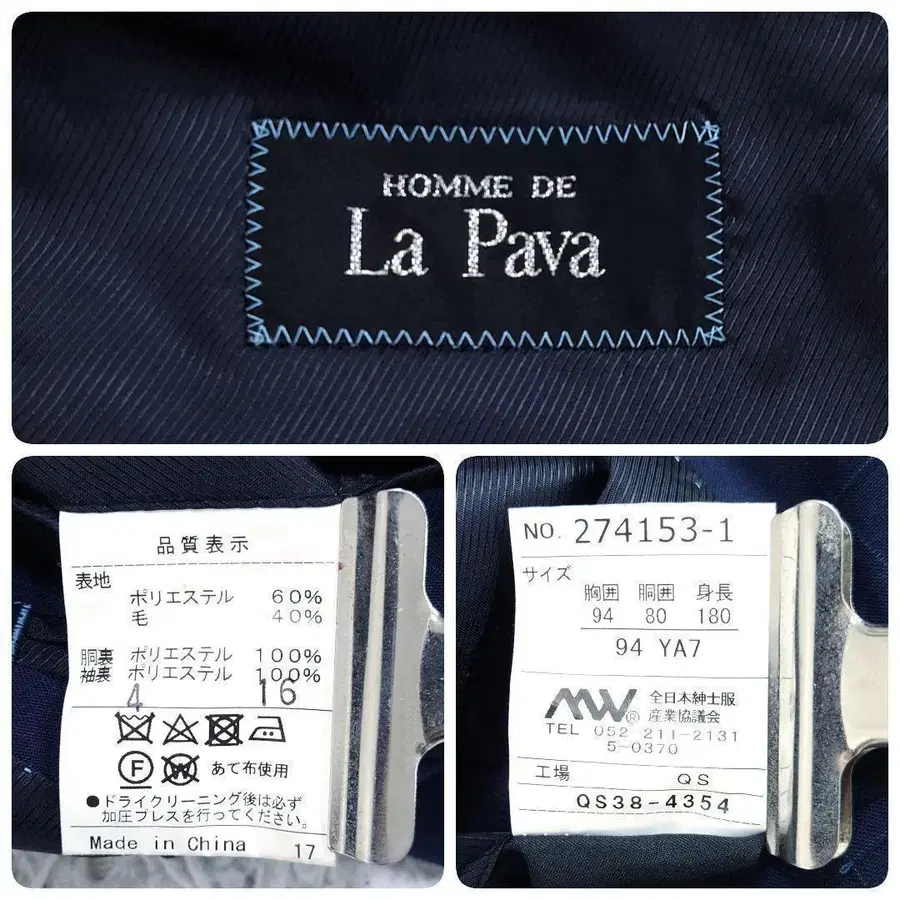 HOMME DE
La Pava
品質表示
表地
ポリエステル 60%
毛 40%
胴裏 ポリエステル 100%
袖裏 ポリエステル 100%
4 16
F W あて布使用
●ドライクリーニング後は必ず
加圧プレスを行ってください。
Made in China 17
NO. 274153-1
サイズ
胸囲 胴囲 身長
94 80 180
94 YA7
MW® 全日本紳士服
産業協議会
TEL 052 211-2131
5-0370
工場 QS
QS38-4354